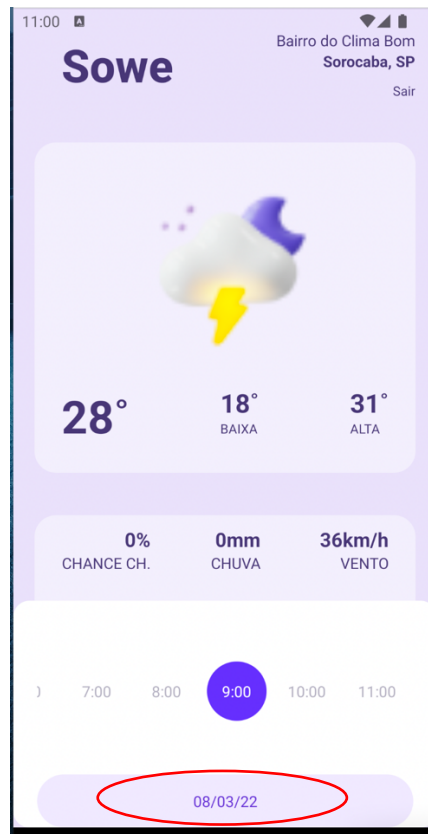 11:00
Sowe
Bairro do Clima Bom
Sorocaba, SP
Sair
28°
18°
BAIXA
31°
ALTA
0%
CHANCE CH.
0mm
CHUVA
36km/h
VENTO
7:00 8:00 9:00 10:00 11:00
08/03/22